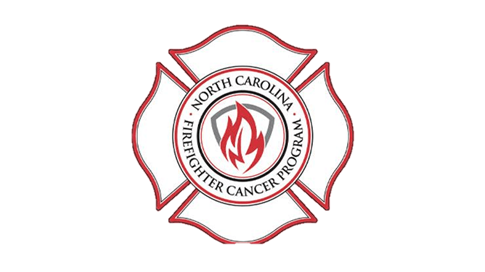 · NORTH CAROLINA ·
FIREFIGHTER CANCER PROGRAM